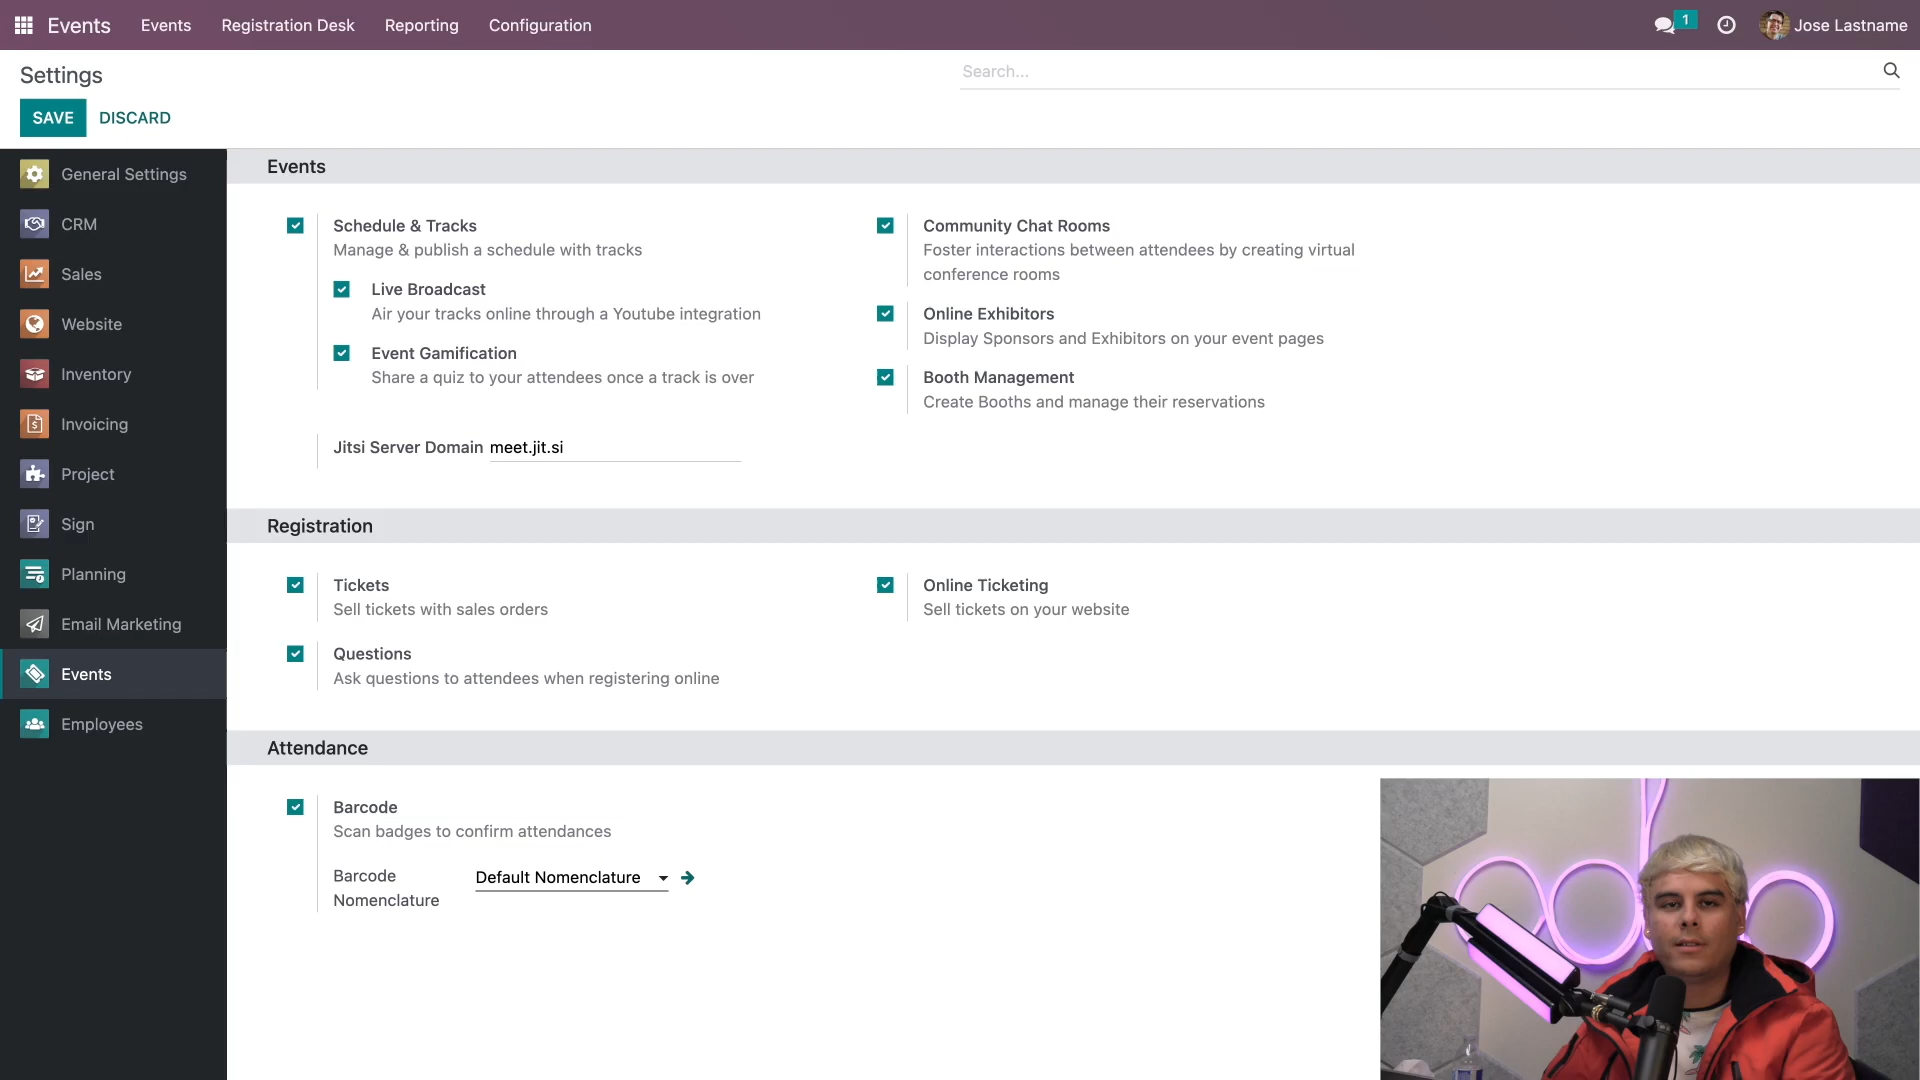 Events
Events
Registration Desk
Reporting
Configuration
1
Jose Lastname
Settings
Search...
SAVE
DISCARD
General Settings
CRM
Sales
Website
Inventory
Invoicing
Project
Sign
Planning
Email Marketing
Events
Employees
Events
Schedule & Tracks
Manage & publish a schedule with tracks
Live Broadcast
Air your tracks online through a Youtube integration
Event Gamification
Share a quiz to your attendees once a track is over
Jitsi Server Domain meet.jit.si
Community Chat Rooms
Foster interactions between attendees by creating virtual
conference rooms
Online Exhibitors
Display Sponsors and Exhibitors on your event pages
Booth Management
Create Booths and manage their reservations
Registration
Tickets
Sell tickets with sales orders
Questions
Ask questions to attendees when registering online
Online Ticketing
Sell tickets on your website
Attendance
Barcode
Scan badges to confirm attendances
Barcode
Nomenclature
Default Nomenclature
odoo